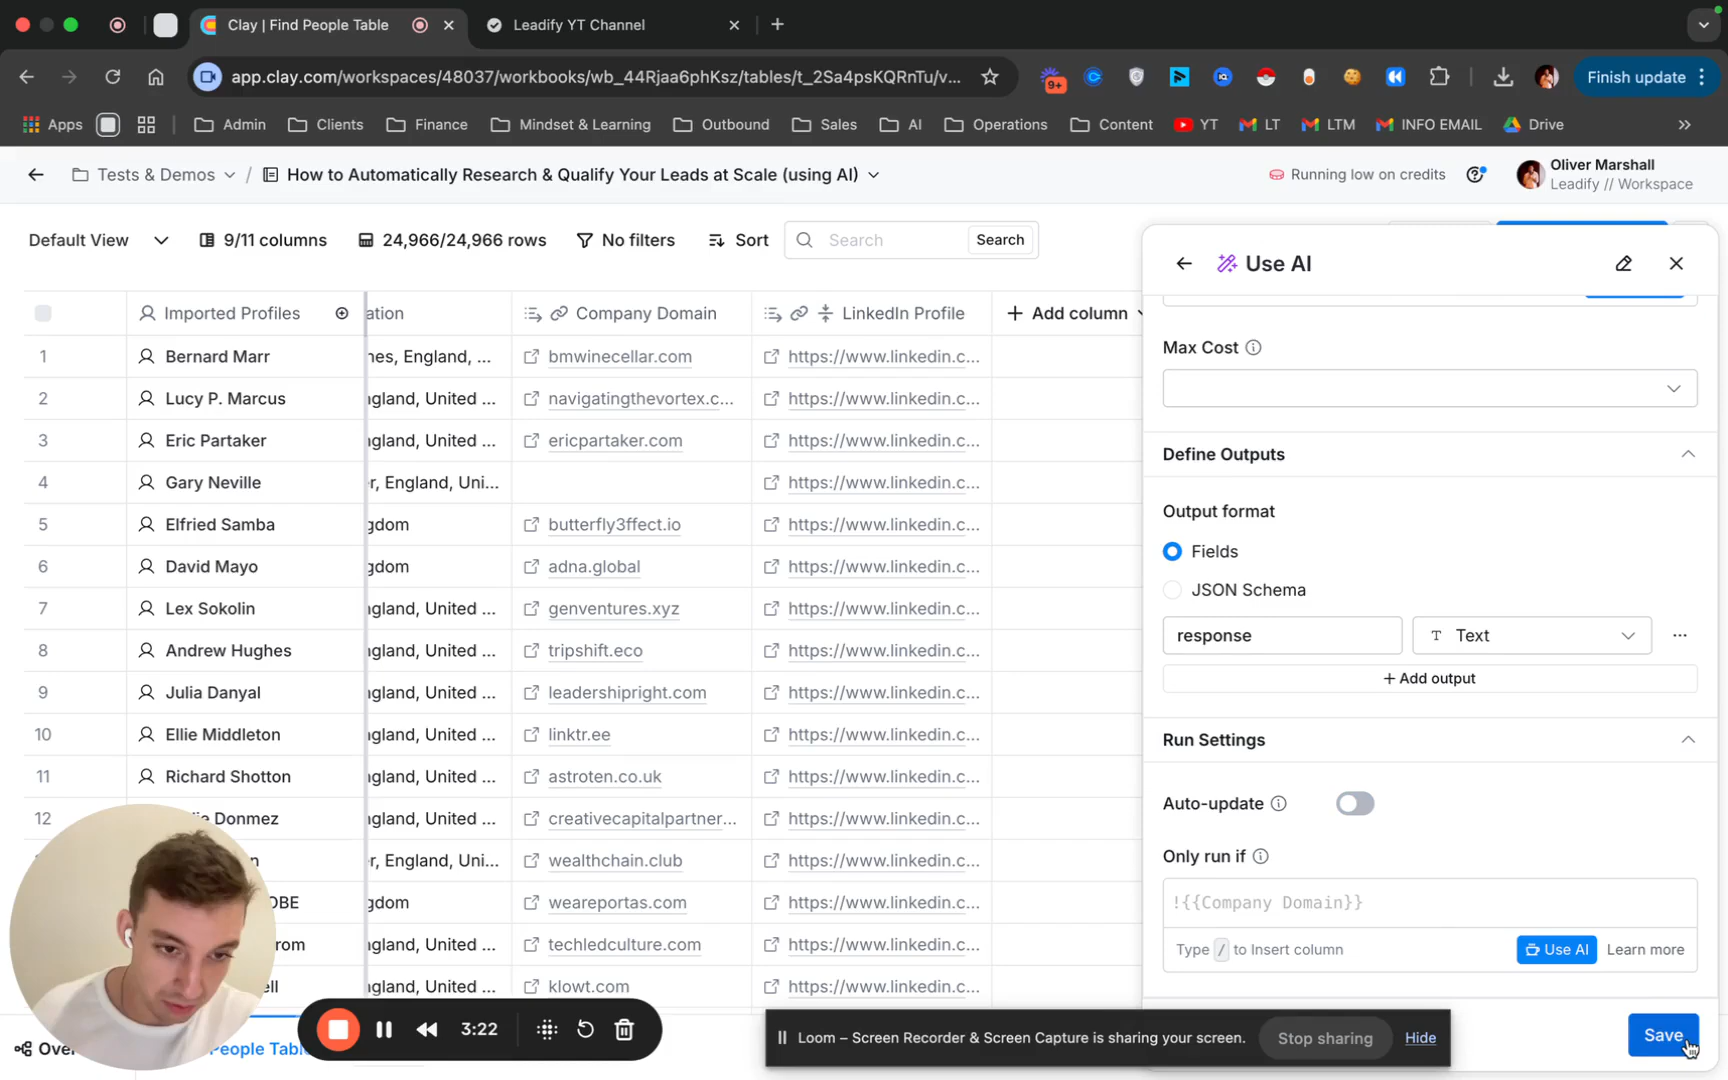 Clay | Find People Table
Leadify YT Channel
app.clay.com/workspaces/48037/workbooks/wb_44Rjaa6phKsz/tables/t_2Sa4psKQRnTu/v...
9+
Finish update
Apps
Admin
Clients
Finance
Mindset & Learning
Outbound
Sales
AI
Operations
Content
YT
LT
LTM
INFO EMAIL
Drive
Tests & Demos
/
How to Automatically Research & Qualify Your Leads at Scale (using AI)
Running low on credits
Oliver Marshall
Leadify // Workspace
Default View
9/11 columns
24,966/24,966 rows
No filters
Sort
Search
Search
Imported Profiles
ation
Company Domain
LinkedIn Profile
+ Add column
1 Bernard Marr nes, England, ... bmwinecellar.com https://www.linkedin.c...
2 Lucy P. Marcus gland, United ... navigatingthevortex.c... https://www.linkedin.c...
3 Eric Partaker ngland, United ... ericpartaker.com https://www.linkedin.c...
4 Gary Neville r, England, Uni... https://www.linkedin.c...
5 Elfried Samba gdom butterfly3ffect.io https://www.linkedin.c...
6 David Mayo gdom adna.global https://www.linkedin.c...
7 Lex Sokolin ngland, United ... genventures.xyz https://www.linkedin.c...
8 Andrew Hughes ngland, United ... tripshift.eco https://www.linkedin.c...
9 Julia Danyal ngland, United ... leadershipright.com https://www.linkedin.c...
10 Ellie Middleton ngland, United ... linktr.ee https://www.linkedin.c...
11 Richard Shotton ngland, United ... astroten.co.uk https://www.linkedin.c...
12 Donmez ngland, United ... creativecapitalpartner... https://www.linkedin.c...
r, England, Uni... wealthchain.club https://www.linkedin.c...
OBE gdom weareportas.com https://www.linkedin.c...
rom ngland, United ... techledculture.com https://www.linkedin.c...
ell ngland, United ... klowt.com https://www.linkedin.c...
Use AI
Max Cost
Define Outputs
Output format
Fields
JSON Schema
response
T Text
+ Add output
Run Settings
Auto-update
Only run if
!{{Company Domain}}
Type / to Insert column
Use AI
Learn more
Save
3:22
Loom – Screen Recorder & Screen Capture is sharing your screen.
Stop sharing
Hide
Over
People Tabl